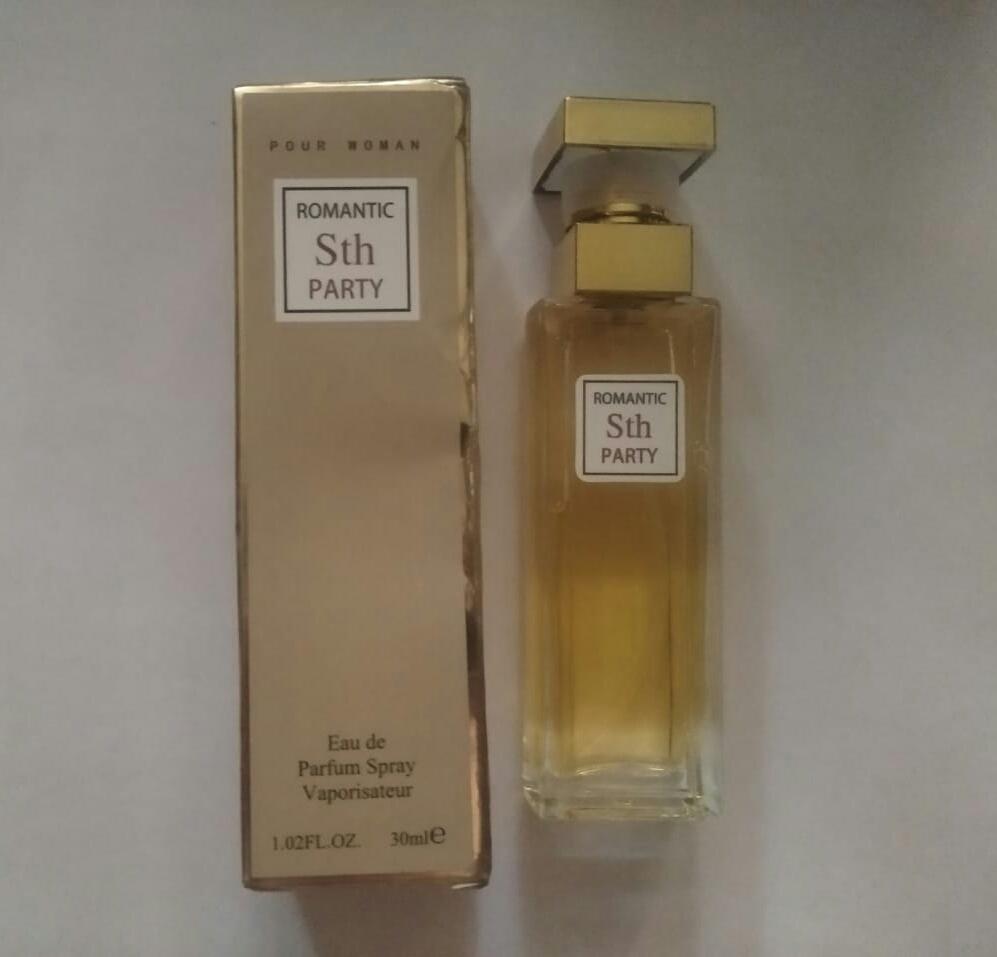 POUR WOMAN
ROMANTIC
Sth
PARTY
Eau de
Parfum Spray
Vaporisateur
1.02FL.OZ. 30ml℮
ROMANTIC
Sth
PARTY